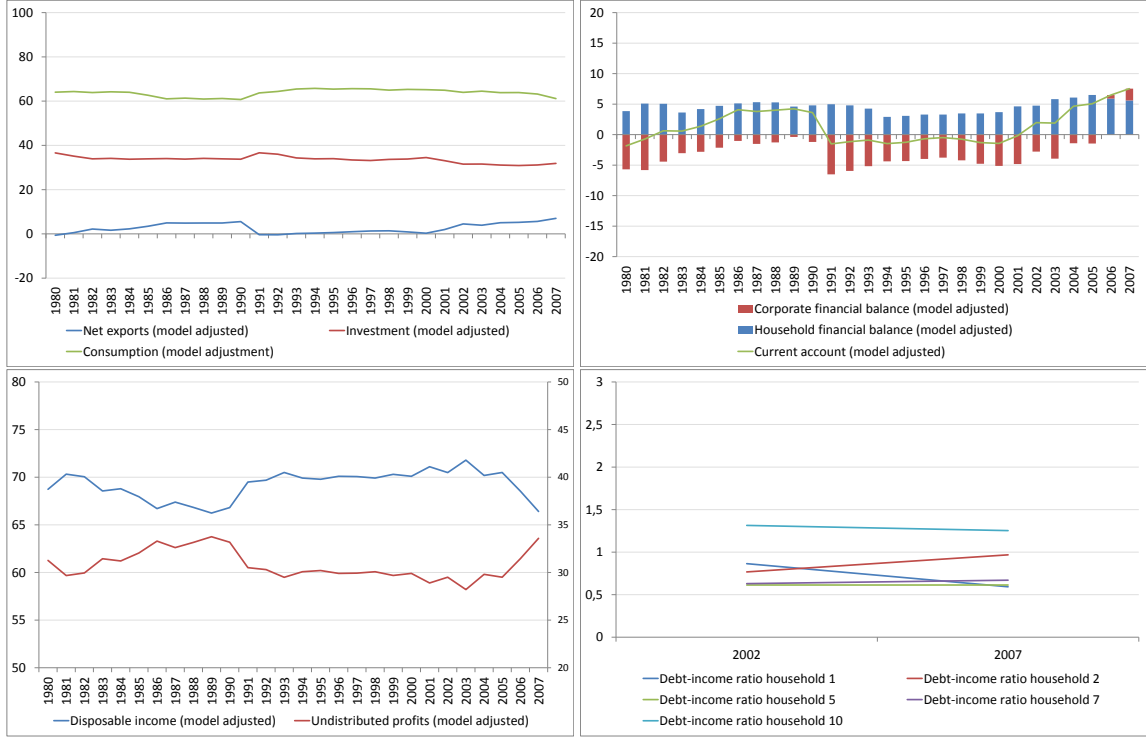 100
80
60
40
20
0
-20
1980 1981 1982 1983 1984 1985 1986 1987 1988 1989 1990 1991 1992 1993 1994 1995 1996 1997 1998 1999 2000 2001 2002 2003 2004 2005 2006 2007
Net exports (model adjusted) Investment (model adjusted)
Consumption (model adjustment)
20
15
10
5
0
-5
-10
-15
-20
1980 1981 1982 1983 1984 1985 1986 1987 1988 1989 1990 1991 1992 1993 1994 1995 1996 1997 1998 1999 2000 2001 2002 2003 2004 2005 2006 2007
Corporate financial balance (model adjusted)
Household financial balance (model adjusted)
Current account (model adjusted)
80 50
75 45
70 40
65 35
60 30
55 25
50 20
1980 1981 1982 1983 1984 1985 1986 1987 1988 1989 1990 1991 1992 1993 1994 1995 1996 1997 1998 1999 2000 2001 2002 2003 2004 2005 2006 2007
Disposable income (model adjusted) Undistributed profits (model adjusted)
3
2,5
2
1,5
1
0,5
0
2002 2007
Debt-income ratio household 1 Debt-income ratio household 2
Debt-income ratio household 5 Debt-income ratio household 7
Debt-income ratio household 10